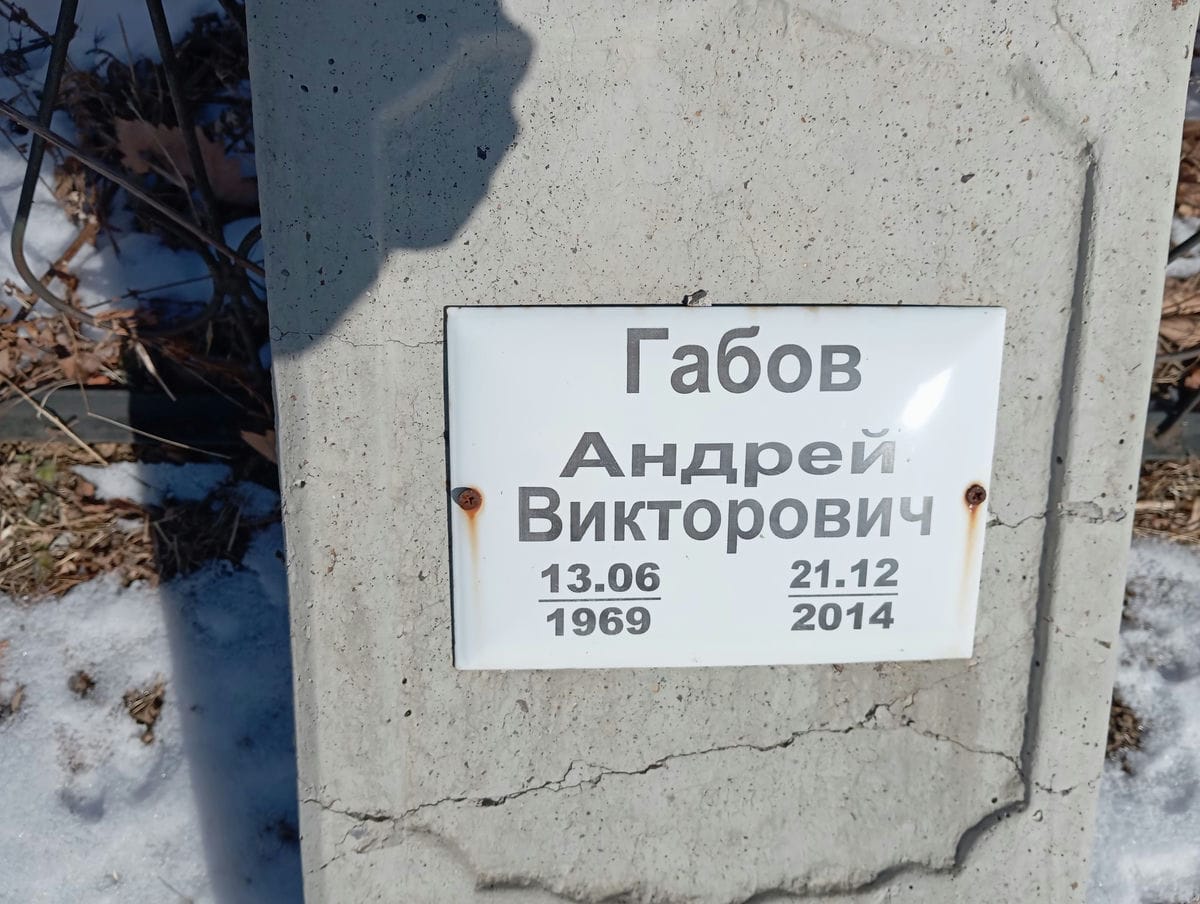 Габов
Андрей
Викторович
13.06 21.12
1969 2014